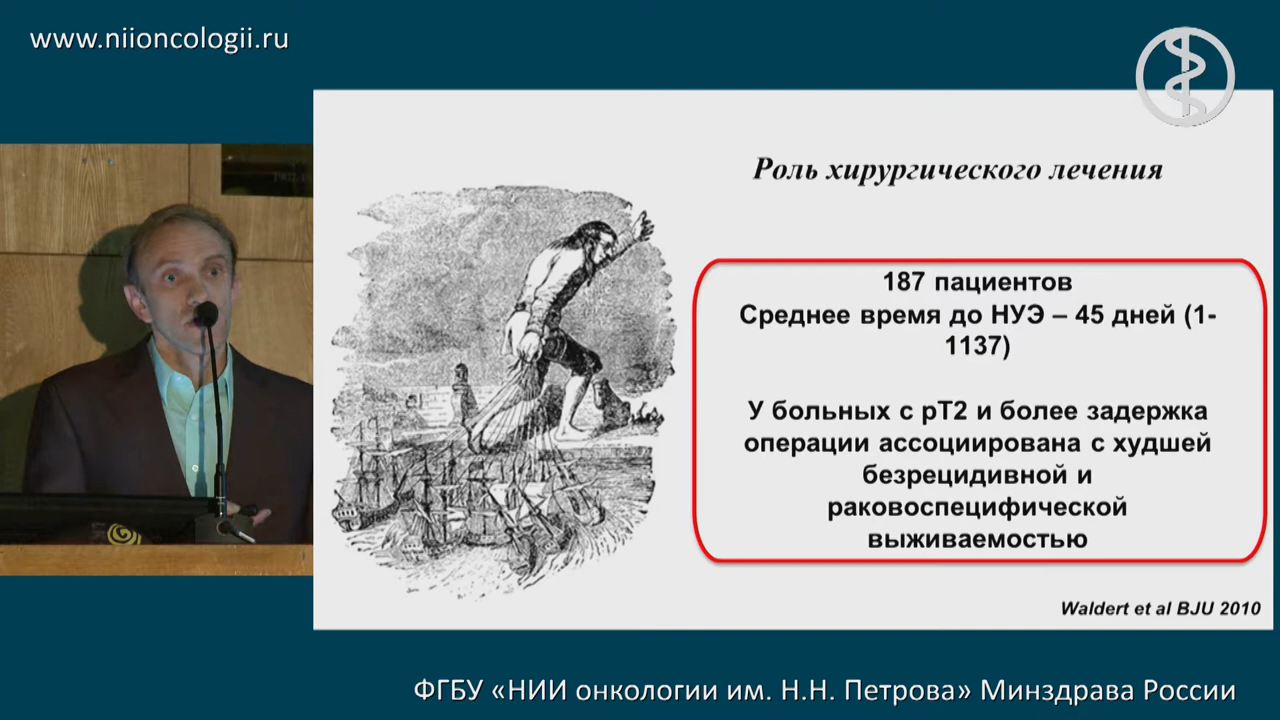 www.niioncologii.ru
Роль хирургического лечения
187 пациентов
Среднее время до НУЭ – 45 дней (1-
1137)
У больных с рТ2 и более задержка
операции ассоциирована с худшей
безрецидивной и
раковоспецифической
выживаемостью
Waldert et al BJU 2010
ФГБУ «НИИ онкологии им. Н.Н. Петрова» Минздрава России